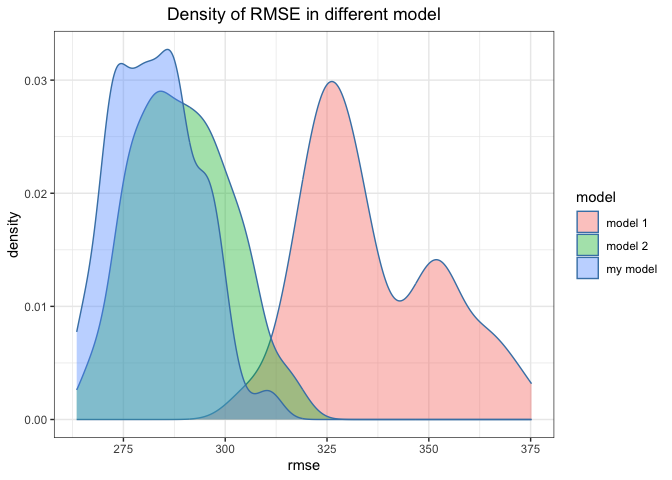 Density of RMSE in different model
0.03
0.02
0.01
0.00
density
275
300
325
350
375
rmse
model
model 1
model 2
my model